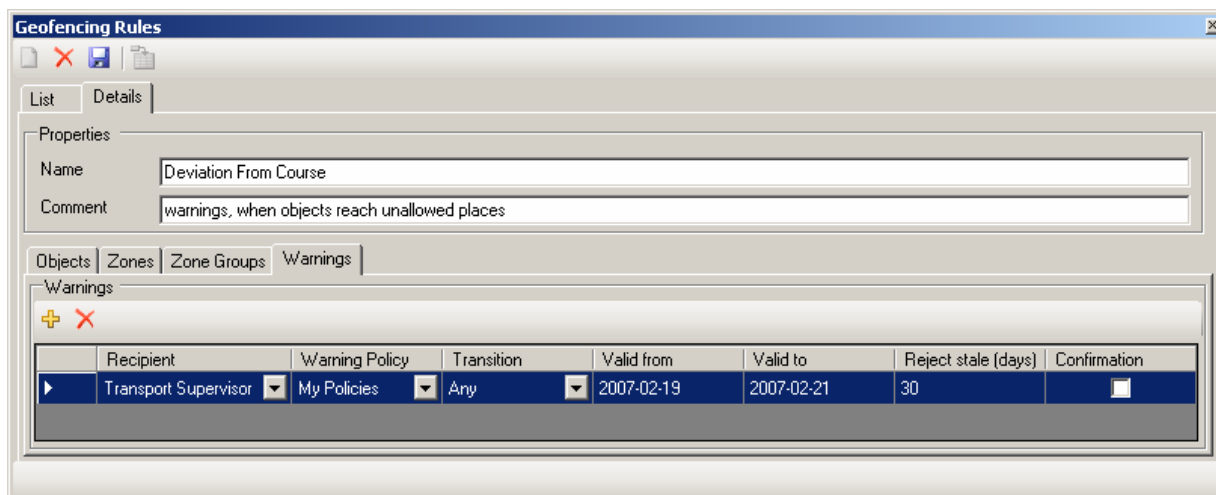 Geofencing Rules
List Details
Properties
Name Deviation From Course
Comment warnings, when objects reach unallowed places
Objects Zones Zone Groups Warnings
Warnings
Recipient Warning Policy Transition Valid from Valid to Reject stale (days) Confirmation
Transport Supervisor My Policies Any 2007-02-19 2007-02-21 30